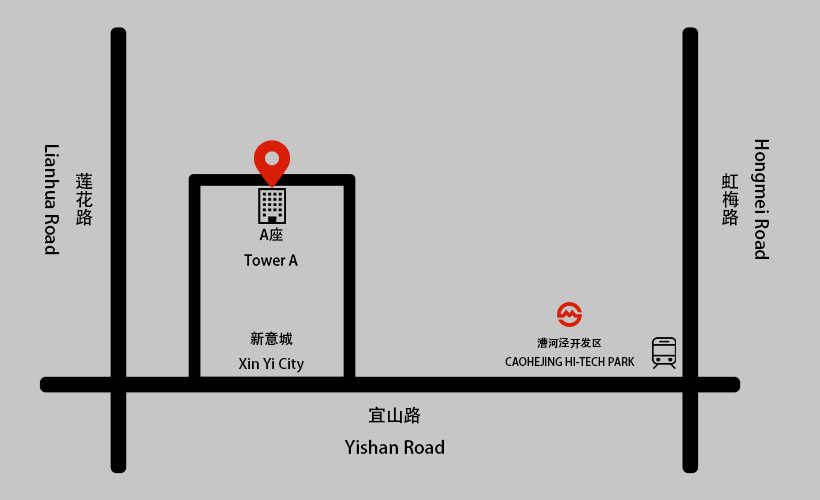 莲花路
Lianhua Road
A座
Tower A
新意城
Xin Yi City
漕河泾开发区
CAOHEJING HI-TECH PARK
虹梅路
Hongmei Road
宜山路
Yishan Road